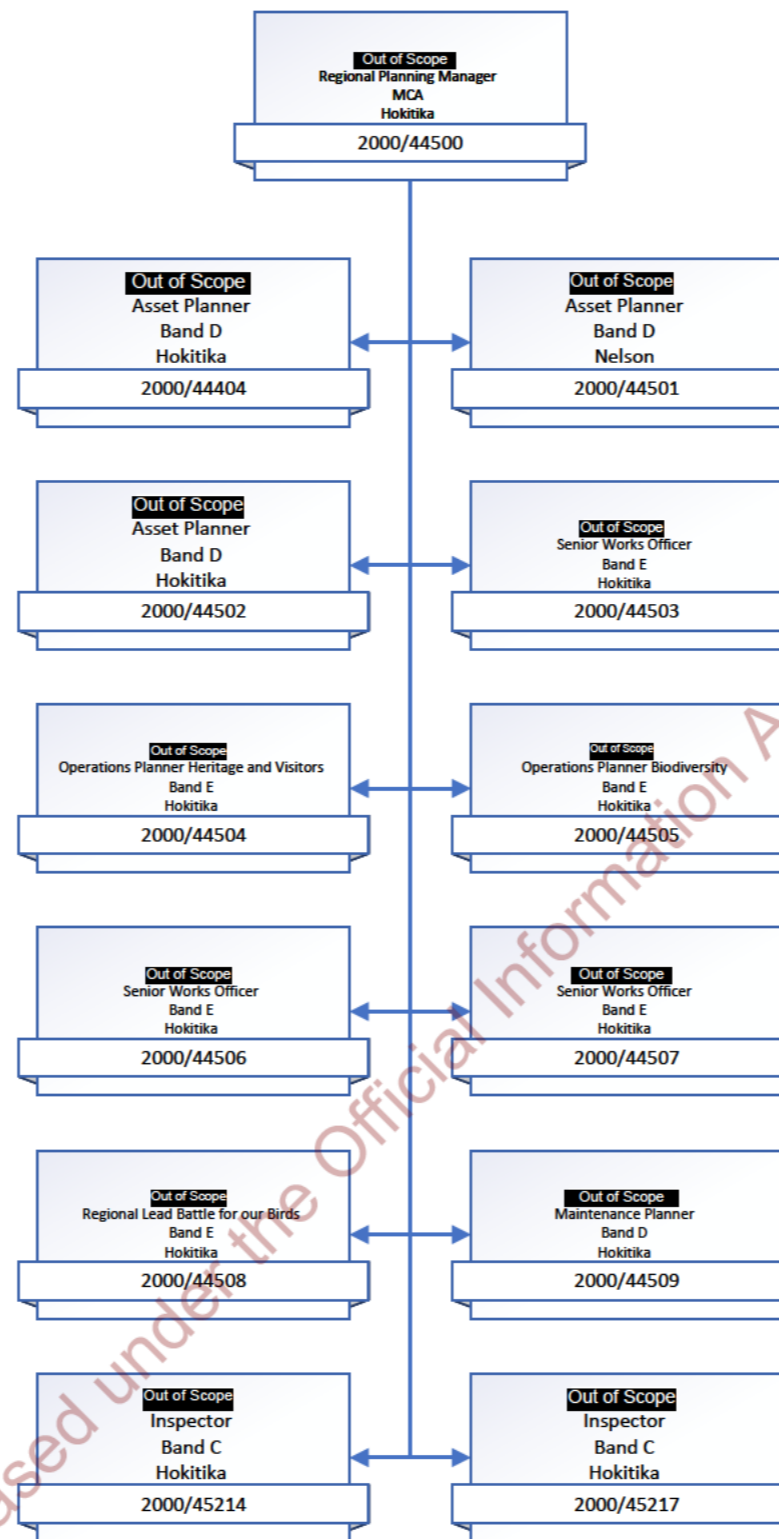 Out of Scope
Regional Planning Manager
MCA
Hokitika
2000/44500
Out of Scope
Asset Planner
Band D
Hokitika
2000/44404
Out of Scope
Asset Planner
Band D
Nelson
2000/44501
Out of Scope
Asset Planner
Band D
Hokitika
2000/44502
Out of Scope
Senior Works Officer
Band E
Hokitika
2000/44503
Out of Scope
Operations Planner Heritage and Visitors
Band E
Hokitika
2000/44504
Out of Scope
Operations Planner Biodiversity
Band E
Hokitika
2000/44505
Out of Scope
Senior Works Officer
Band E
Hokitika
2000/44506
Out of Scope
Senior Works Officer
Band E
Hokitika
2000/44507
Out of Scope
Regional Lead Battle for our Birds
Band E
Hokitika
2000/44508
Out of Scope
Maintenance Planner
Band D
Hokitika
2000/44509
Out of Scope
Inspector
Band C
Hokitika
2000/45214
Out of Scope
Inspector
Band C
Hokitika
2000/45217
ased under the Official Information A